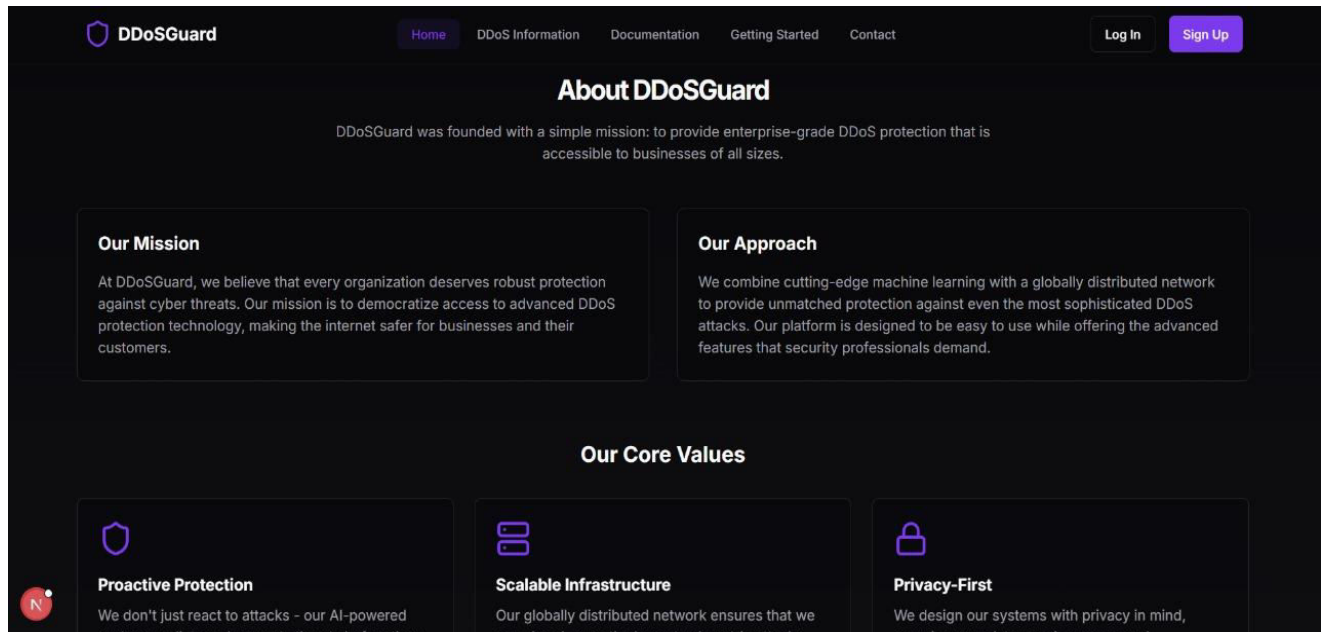 DDoSGuard
Home
DDoS Information
Documentation
Getting Started
Contact
Log In
Sign Up
About DDoSGuard
DDoSGuard was founded with a simple mission: to provide enterprise-grade DDoS protection that is
accessible to businesses of all sizes.
Our Mission
At DDoSGuard, we believe that every organization deserves robust protection
against cyber threats. Our mission is to democratize access to advanced DDoS
protection technology, making the internet safer for businesses and their
customers.
Our Approach
We combine cutting-edge machine learning with a globally distributed network
to provide unmatched protection against even the most sophisticated DDoS
attacks. Our platform is designed to be easy to use while offering the advanced
features that security professionals demand.
Our Core Values
Proactive Protection
We don't just react to attacks - our AI-powered
Scalable Infrastructure
Our globally distributed network ensures that we
Privacy-First
We design our systems with privacy in mind,
N